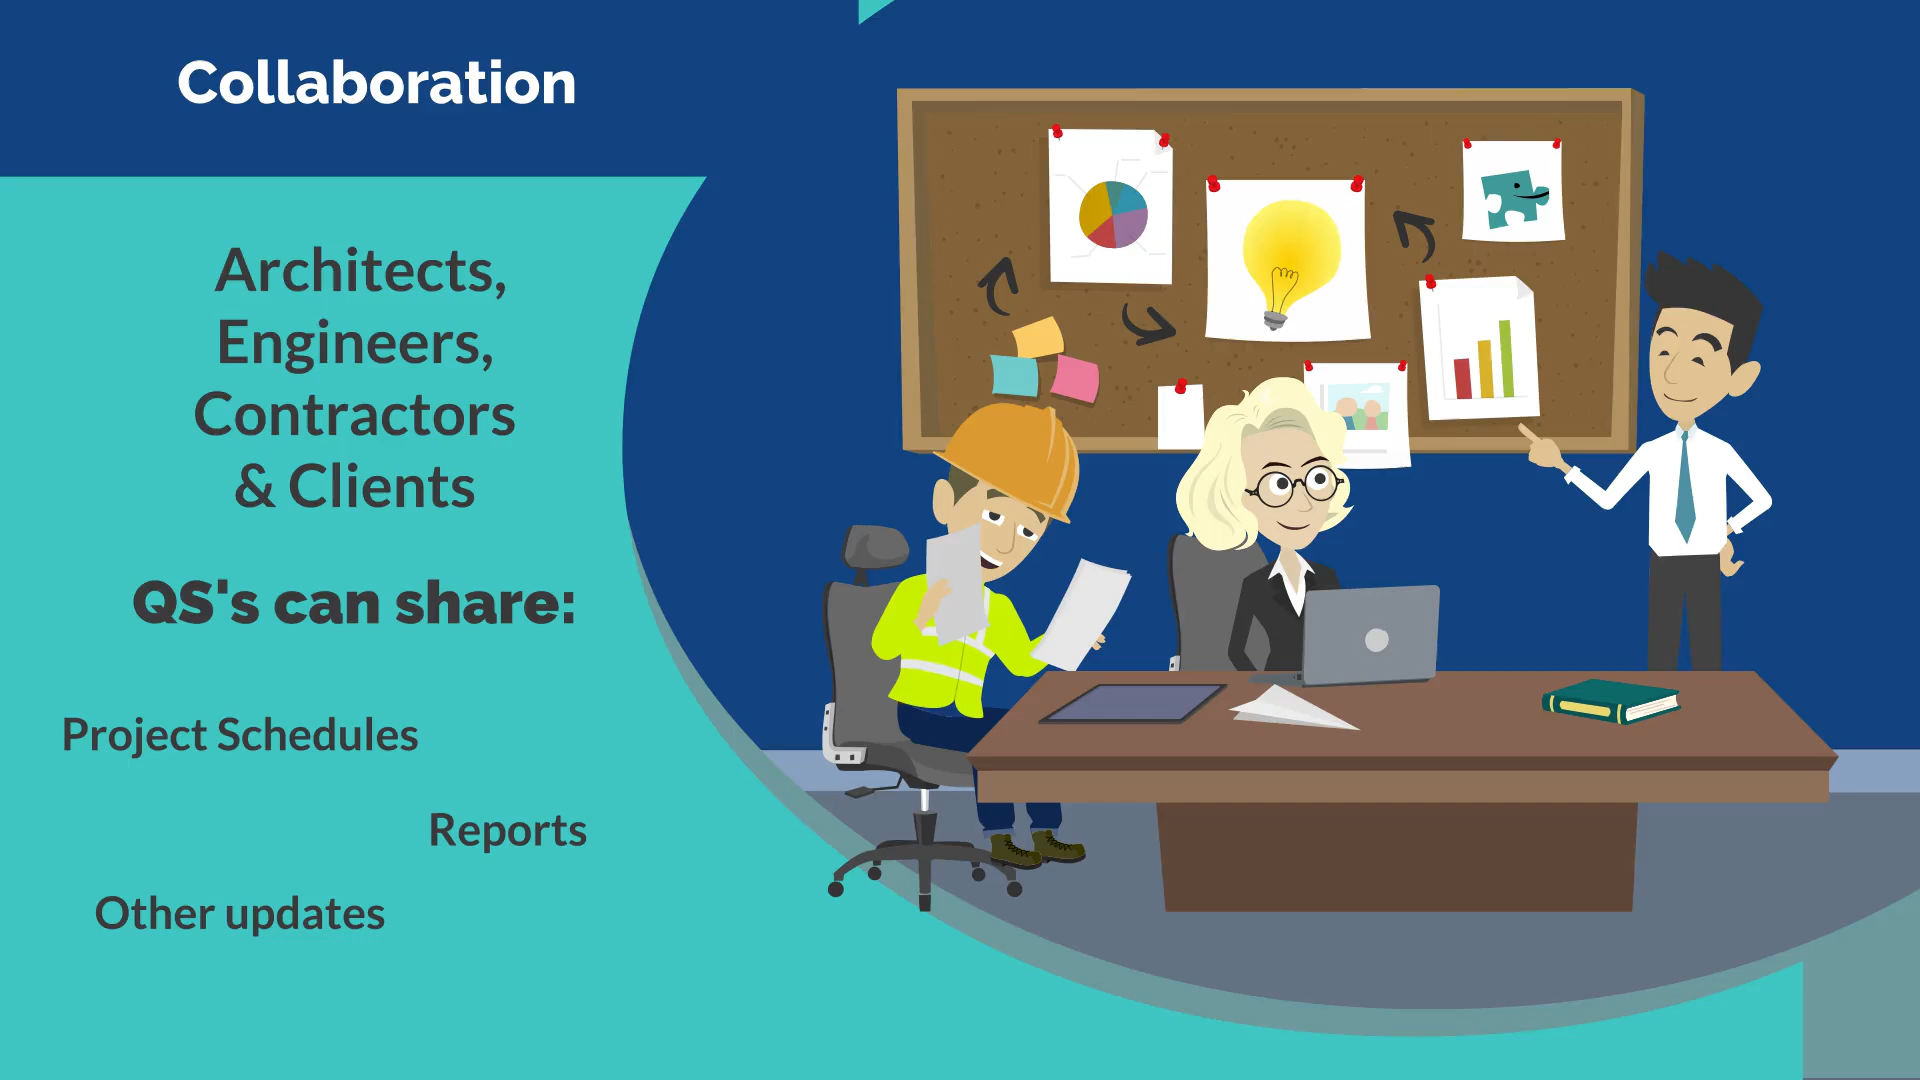 Collaboration
Architects,
Engineers,
Contractors
& Clients
QS's can share:
Project Schedules
Reports
Other updates